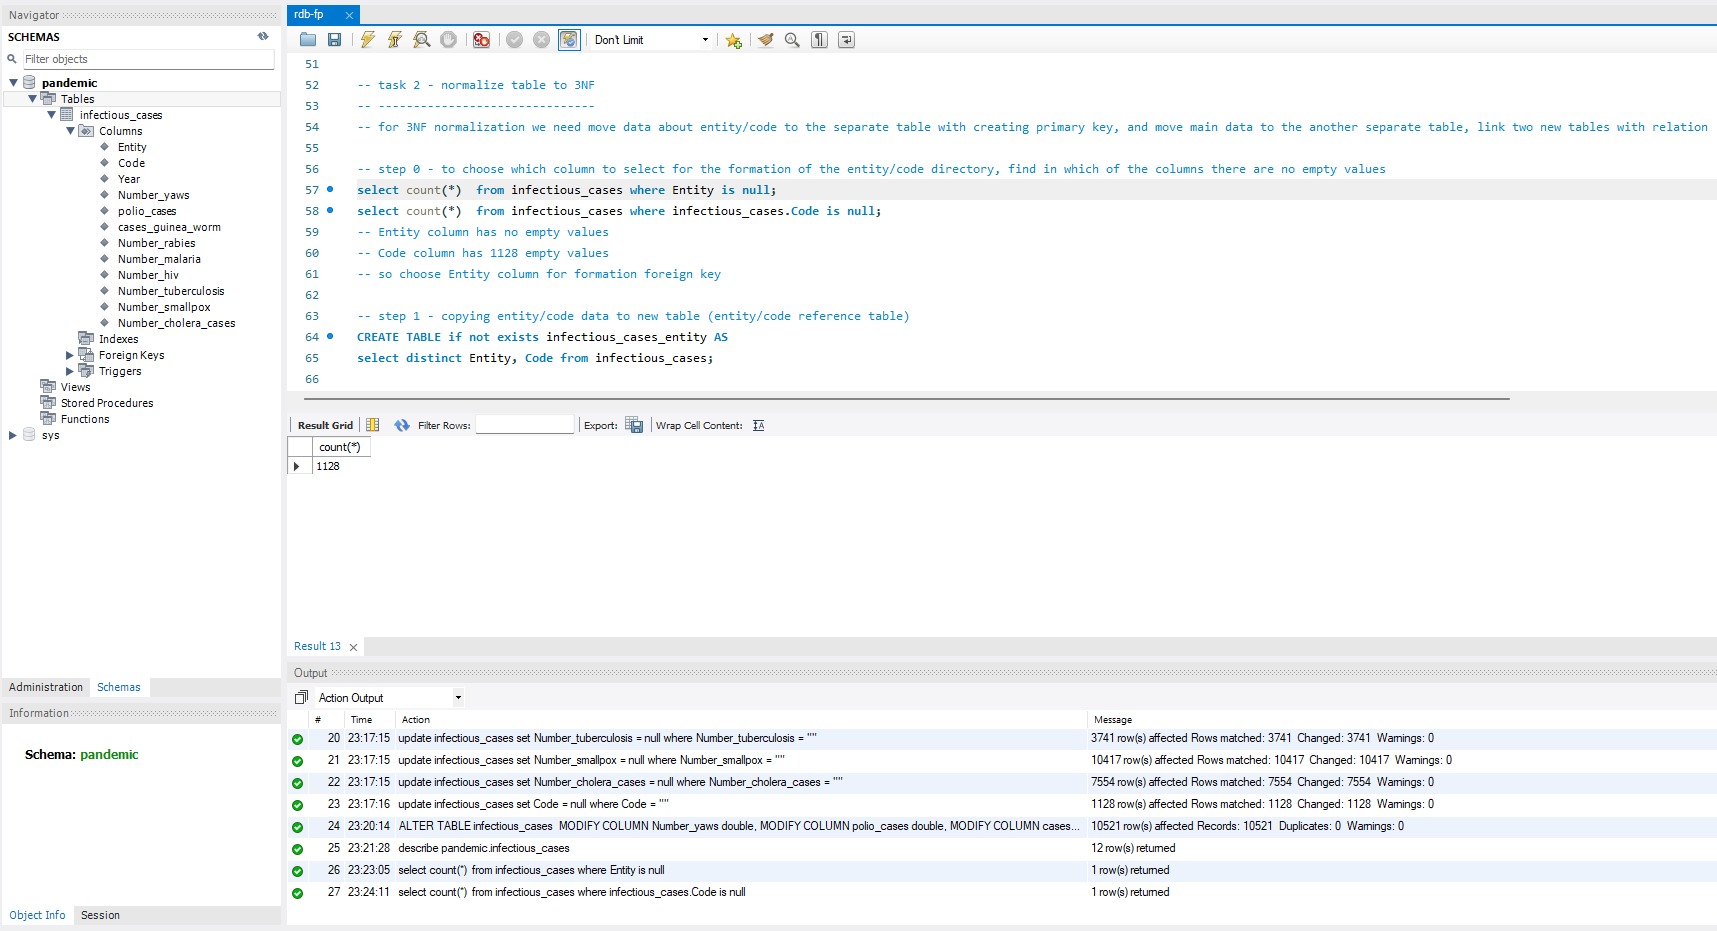 Navigator
SCHEMAS
Filter objects
pandemic
Tables
infectious_cases
Columns
Entity
Code
Year
Number_yaws
polio_cases
cases_guinea_worm
Number_rabies
Number_malaria
Number_hiv
Number_tuberculosis
Number_smallpox
Number_cholera_cases
Indexes
Foreign Keys
Triggers
Views
Stored Procedures
Functions
sys
Administration Schemas
Information
Schema: pandemic
Object Info Session
rdb-fp
Don't Limit
51
52 -- task 2 - normalize table to 3NF
53 -- -------------------------------
54 -- for 3NF normalization we need move data about entity/code to the separate table with creating primary key, and move main data to the another separate table, link two new tables with relation
55
56 -- step 0 - to choose which column to select for the formation of the entity/code directory, find in which of the columns there are no empty values
57 select count(*)  from infectious_cases where Entity is null;
58 select count(*)  from infectious_cases where infectious_cases.Code is null;
59 -- Entity column has no empty values
60 -- Code column has 1128 empty values
61 -- so choose Entity column for formation foreign key
62
63 -- step 1 - copying entity/code data to new table (entity/code reference table)
64 CREATE TABLE if not exists infectious_cases_entity AS
65 select distinct Entity, Code from infectious_cases;
66
Result Grid Filter Rows: Export: Wrap Cell Content:
count(*)
1128
Result 13
Output
Action Output
# Time Action Message
20 23:17:15 update infectious_cases set Number_tuberculosis = null where Number_tuberculosis = "" 3741 row(s) affected Rows matched: 3741  Changed: 3741  Warnings: 0
21 23:17:15 update infectious_cases set Number_smallpox = null where Number_smallpox = "" 10417 row(s) affected Rows matched: 10417  Changed: 10417  Warnings: 0
22 23:17:15 update infectious_cases set Number_cholera_cases = null where Number_cholera_cases = "" 7554 row(s) affected Rows matched: 7554  Changed: 7554  Warnings: 0
23 23:17:16 update infectious_cases set Code = null where Code = "" 1128 row(s) affected Rows matched: 1128  Changed: 1128  Warnings: 0
24 23:20:14 ALTER TABLE infectious_cases  MODIFY COLUMN Number_yaws double, MODIFY COLUMN polio_cases double, MODIFY COLUMN cases... 10521 row(s) affected Records: 10521  Duplicates: 0  Warnings: 0
25 23:21:28 describe pandemic.infectious_cases 12 row(s) returned
26 23:23:05 select count(*)  from infectious_cases where Entity is null 1 row(s) returned
27 23:24:11 select count(*)  from infectious_cases where infectious_cases.Code is null 1 row(s) returned